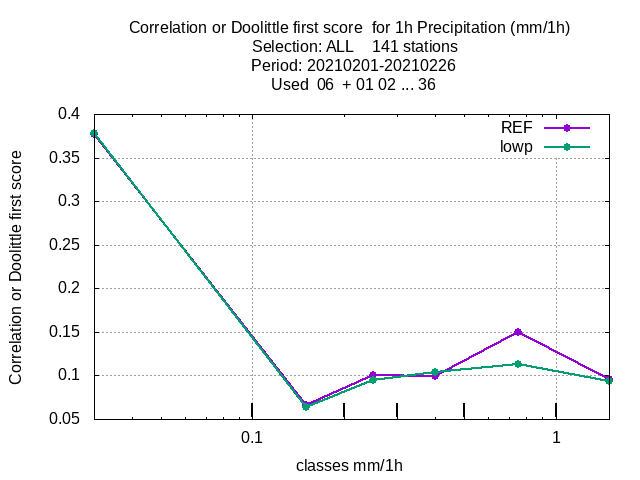 Correlation or Doolittle first score  for 1h Precipitation (mm/1h)
Selection: ALL    141 stations
Period: 20210201-20210226
Used  06  + 01 02 ... 36
REF
lowp
Correlation or Doolittle first score
0.4
0.35
0.3
0.25
0.2
0.15
0.1
0.05
0.1 1
classes mm/1h